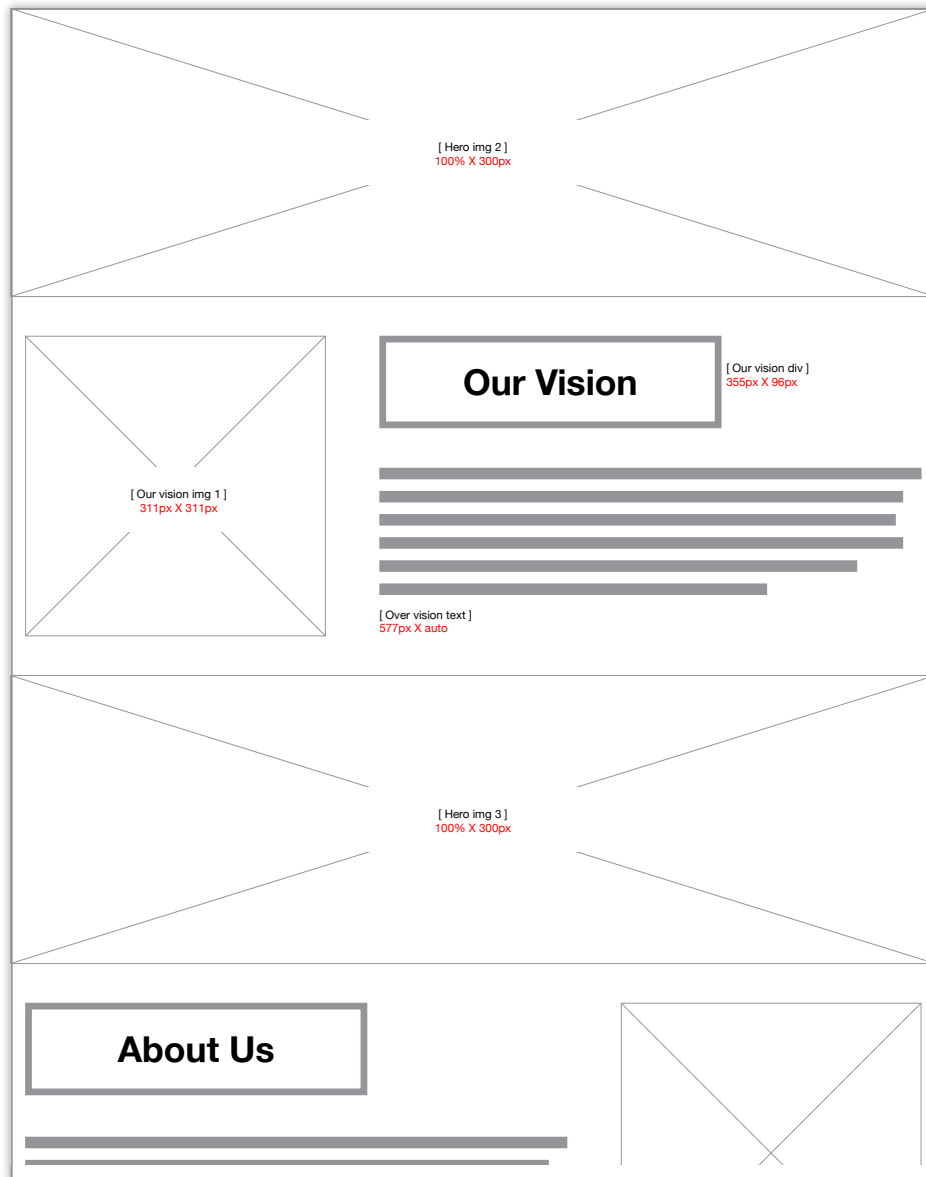 [ Hero img 2 ]
100% X 300px
Our Vision
[ Our vision div ]
355px X 96px
[ Our vision img 1 ]
311px X 311px
[ Over vision text ]
577px X auto
[ Hero img 3 ]
100% X 300px
About Us